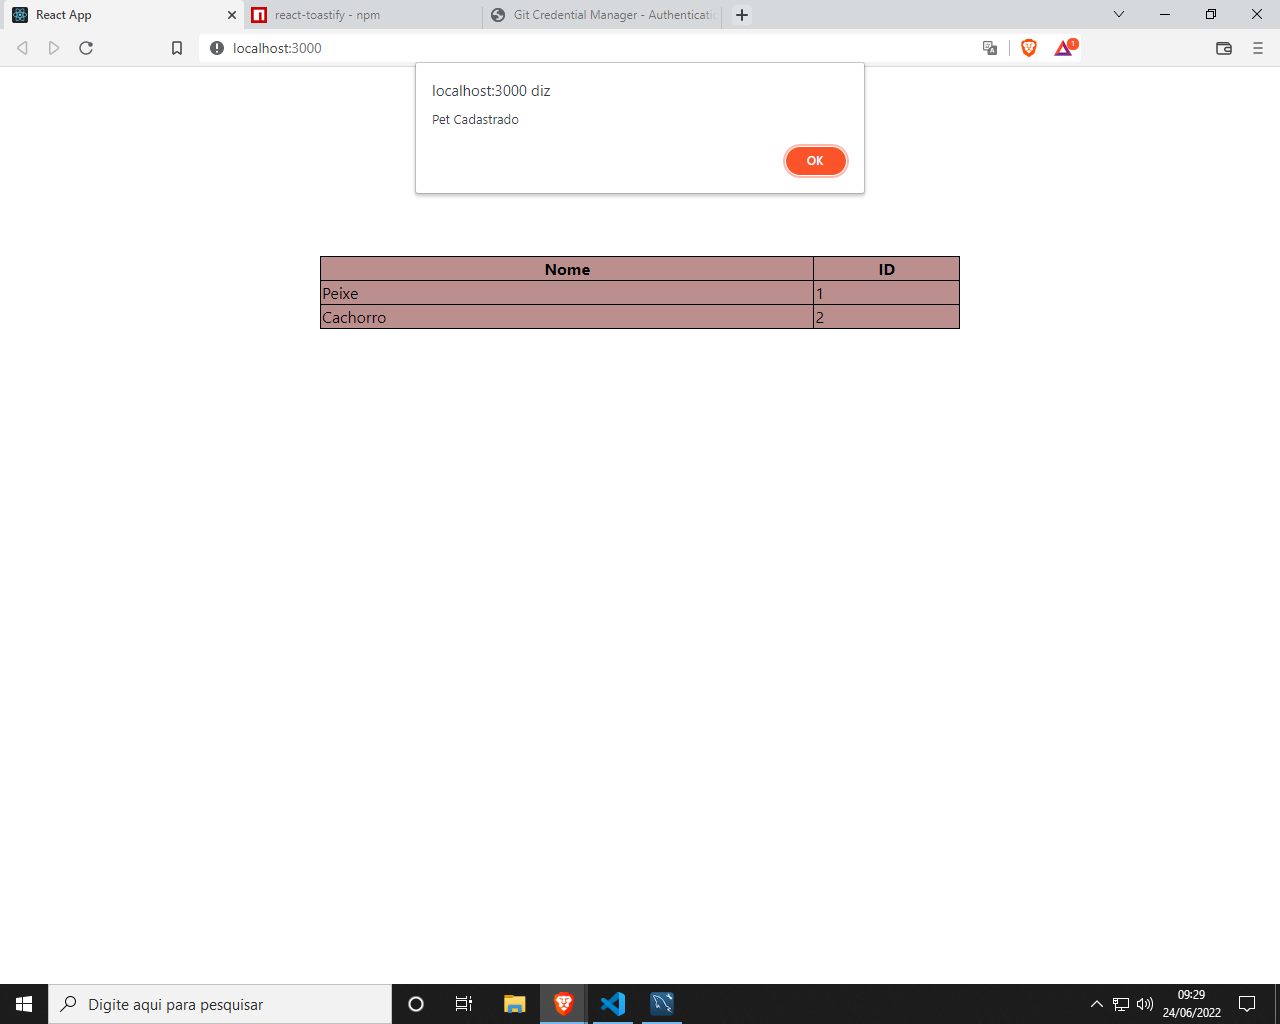 React App
react-toastify - npm
Git Credential Manager - Authenticatic
localhost:3000
1
localhost:3000 diz
Pet Cadastrado
OK
Nome ID
Peixe 1
Cachorro 2
Digite aqui para pesquisar
09:29
24/06/2022